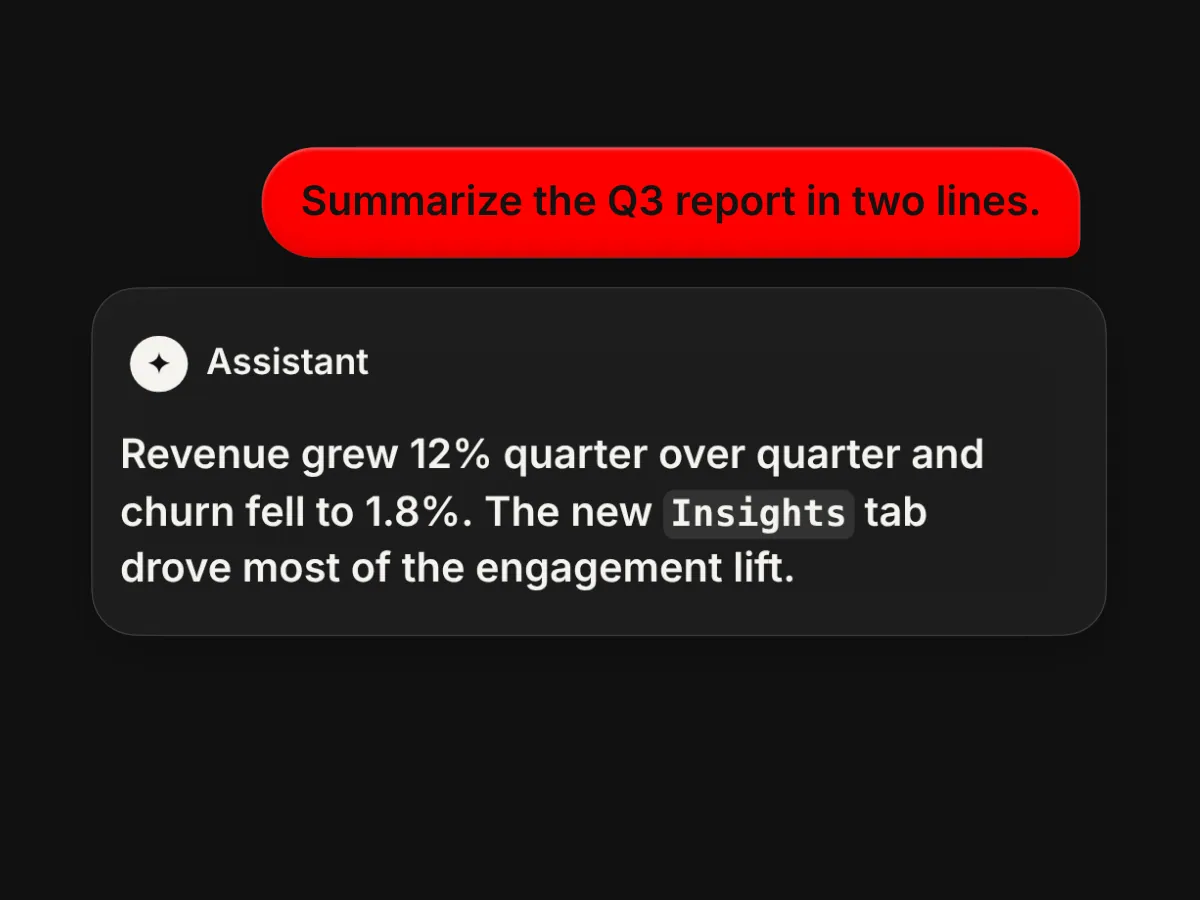 Summarize the Q3 report in two lines.
Assistant
Revenue grew 12% quarter over quarter and
churn fell to 1.8%. The new Insights tab
drove most of the engagement lift.